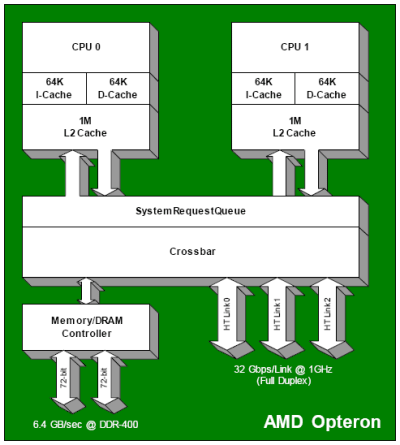 CPU 0
CPU 1
64K
I-Cache
64K
D-Cache
64K
I-Cache
64K
D-Cache
1M
L2 Cache
1M
L2 Cache
SystemRequestQueue
Crossbar
Memory/DRAM
Controller
HT Link0
HT Link1
HT Link2
72-bit
72-bit
32 Gbps/Link @ 1GHz
(Full Duplex)
6.4 GB/sec @ DDR-400
AMD Opteron